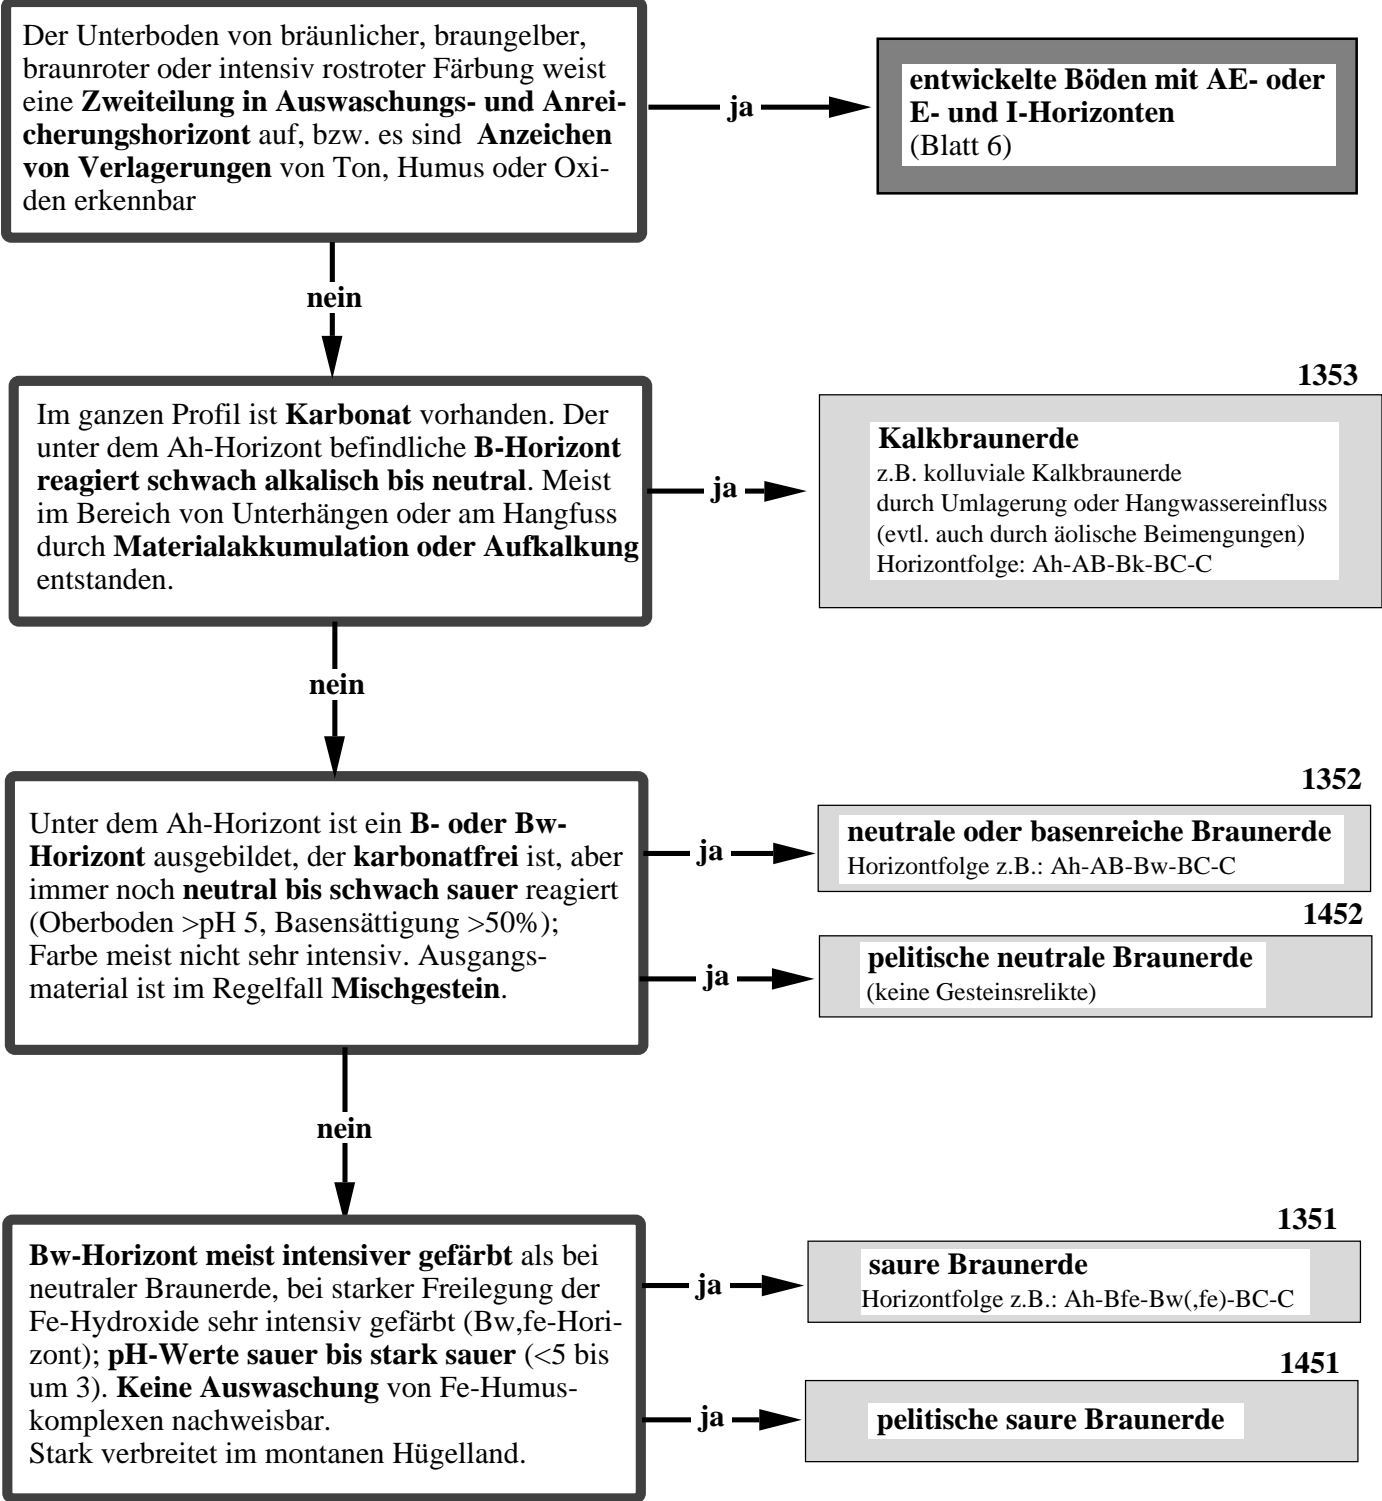 Der Unterboden von bräunlicher, braungelber,
braunroter oder intensiv rostroter Färbung weist
eine Zweiteilung in Auswaschungs- und Anrei-
cherungshorizont auf, bzw. es sind Anzeichen
von Verlagerungen von Ton, Humus oder Oxi-
den erkennbar
ja
entwickelte Böden mit AE- oder
E- und I-Horizonten
(Blatt 6)
nein
Im ganzen Profil ist Karbonat vorhanden. Der
unter dem Ah-Horizont befindliche B-Horizont
reagiert schwach alkalisch bis neutral. Meist
im Bereich von Unterhängen oder am Hangfuss
durch Materialakkumulation oder Aufkalkung
entstanden.
ja
1353
Kalkbraunerde
z.B. kolluviale Kalkbraunerde
durch Umlagerung oder Hangwassereinfluss
(evtl. auch durch äolische Beimengungen)
Horizontfolge: Ah-AB-Bk-BC-C
nein
Unter dem Ah-Horizont ist ein B- oder Bw-
Horizont ausgebildet, der karbonatfrei ist, aber
immer noch neutral bis schwach sauer reagiert
(Oberboden >pH 5, Basensättigung >50%);
Farbe meist nicht sehr intensiv. Ausgangs-
material ist im Regelfall Mischgestein.
ja
1352
neutrale oder basenreiche Braunerde
Horizontfolge z.B.: Ah-AB-Bw-BC-C
ja
1452
pelitische neutrale Braunerde
(keine Gesteinsrelikte)
nein
Bw-Horizont meist intensiver gefärbt als bei
neutraler Braunerde, bei starker Freilegung der
Fe-Hydroxide sehr intensiv gefärbt (Bw,fe-Hori-
zont); pH-Werte sauer bis stark sauer (<5 bis
um 3). Keine Auswaschung von Fe-Humus-
komplexen nachweisbar.
Stark verbreitet im montanen Hügelland.
ja
1351
saure Braunerde
Horizontfolge z.B.: Ah-Bfe-Bw(,fe)-BC-C
ja
1451
pelitische saure Braunerde